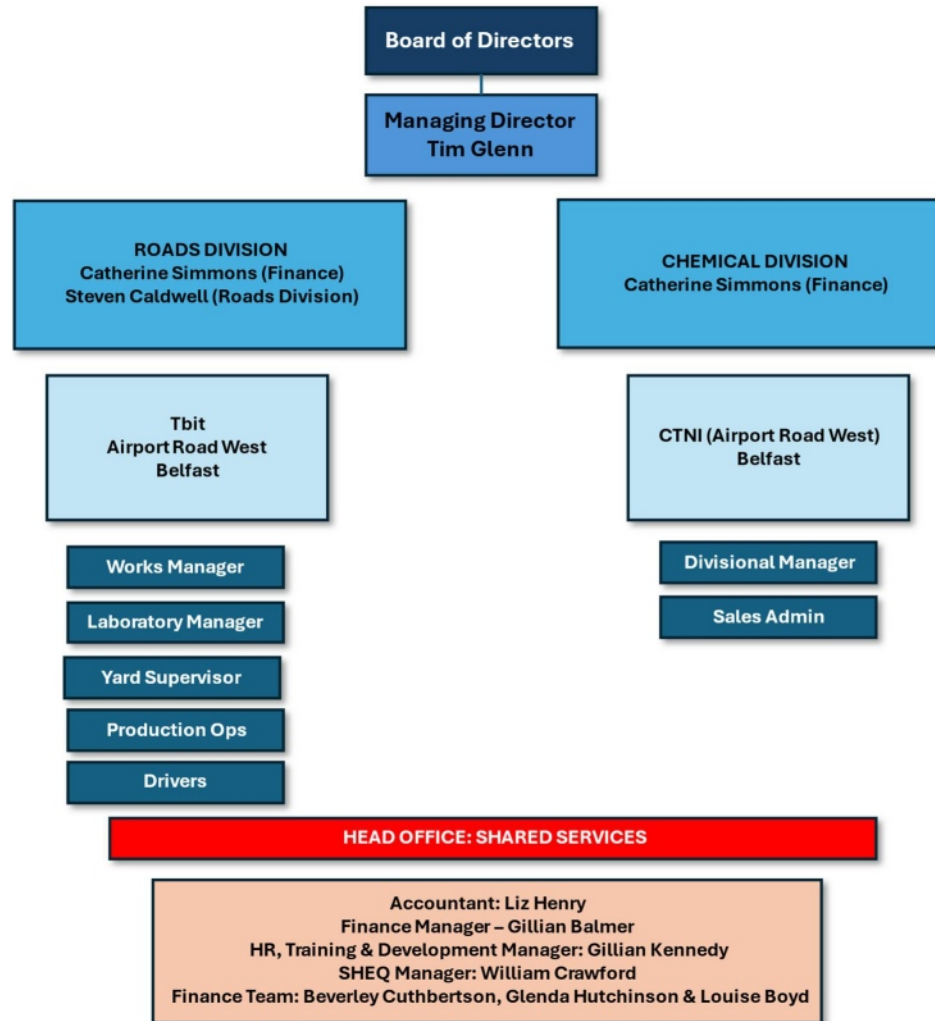 Board of Directors
Managing Director
Tim Glenn
ROADS DIVISION
Catherine Simmons (Finance)
Steven Caldwell (Roads Division)
CHEMICAL DIVISION
Catherine Simmons (Finance)
Tbit
Airport Road West
Belfast
CTNI (Airport Road West)
Belfast
Works Manager
Laboratory Manager
Yard Supervisor
Production Ops
Drivers
Divisional Manager
Sales Admin
HEAD OFFICE: SHARED SERVICES
Accountant: Liz Henry
Finance Manager – Gillian Balmer
HR, Training & Development Manager: Gillian Kennedy
SHEQ Manager: William Crawford
Finance Team: Beverley Cuthbertson, Glenda Hutchinson & Louise Boyd